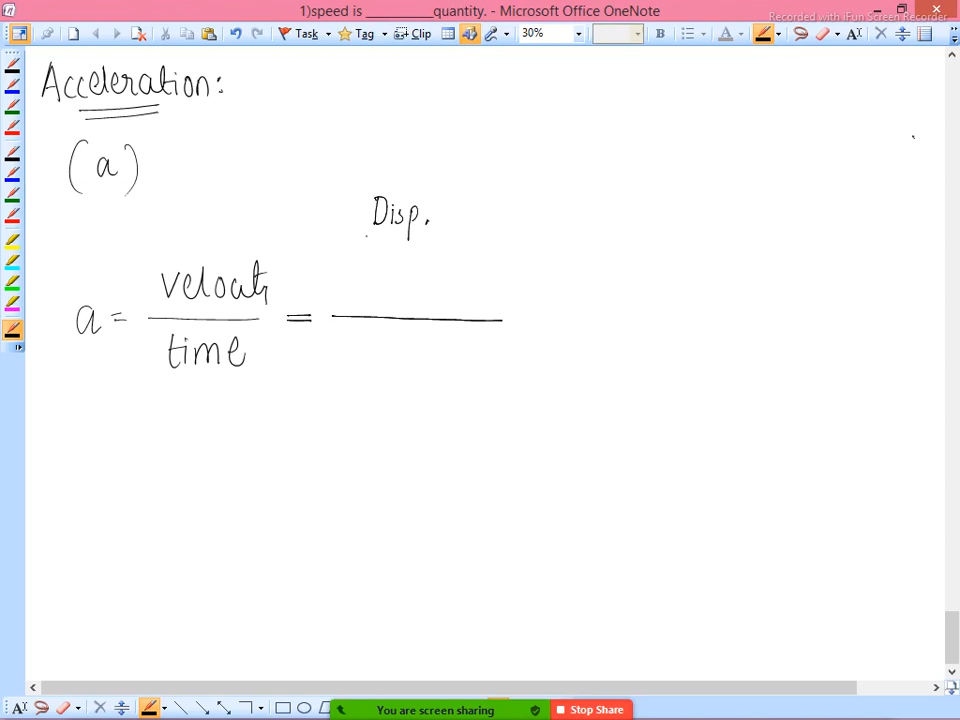 1)speed is __________quantity. - Microsoft Office OneNote
Recorded with iFun Screen Recorder
Task Tag Clip 30% B A A
Acceleration:
(a)
Disp.
a = velocity =
time
A You are screen sharing Stop Share